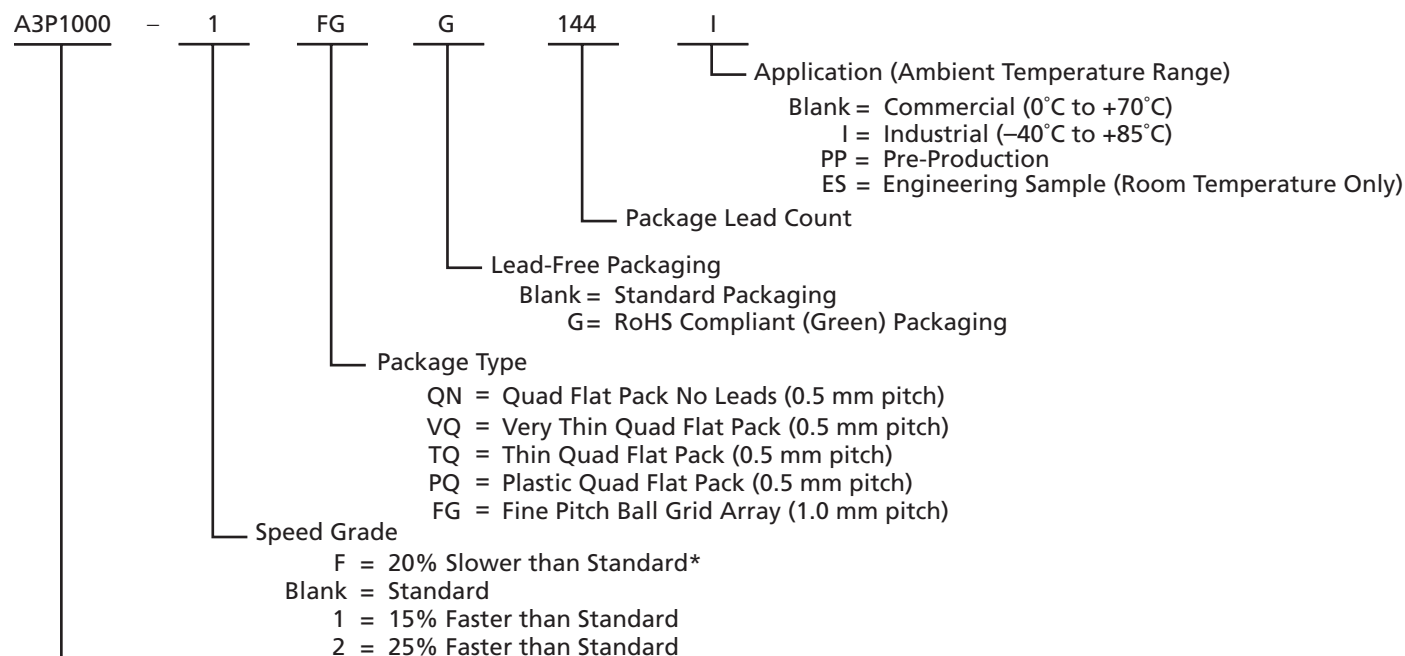 A3P1000 – 1 FG G 144 I
Application (Ambient Temperature Range)
Blank = Commercial (0˚C to +70˚C)
I = Industrial (–40˚C to +85˚C)
PP = Pre-Production
ES = Engineering Sample (Room Temperature Only)
Package Lead Count
Lead-Free Packaging
Blank = Standard Packaging
G= RoHS Compliant (Green) Packaging
Package Type
QN = Quad Flat Pack No Leads (0.5 mm pitch)
VQ = Very Thin Quad Flat Pack (0.5 mm pitch)
TQ = Thin Quad Flat Pack (0.5 mm pitch)
PQ = Plastic Quad Flat Pack (0.5 mm pitch)
FG = Fine Pitch Ball Grid Array (1.0 mm pitch)
Speed Grade
F = 20% Slower than Standard*
Blank = Standard
1 = 15% Faster than Standard
2 = 25% Faster than Standard